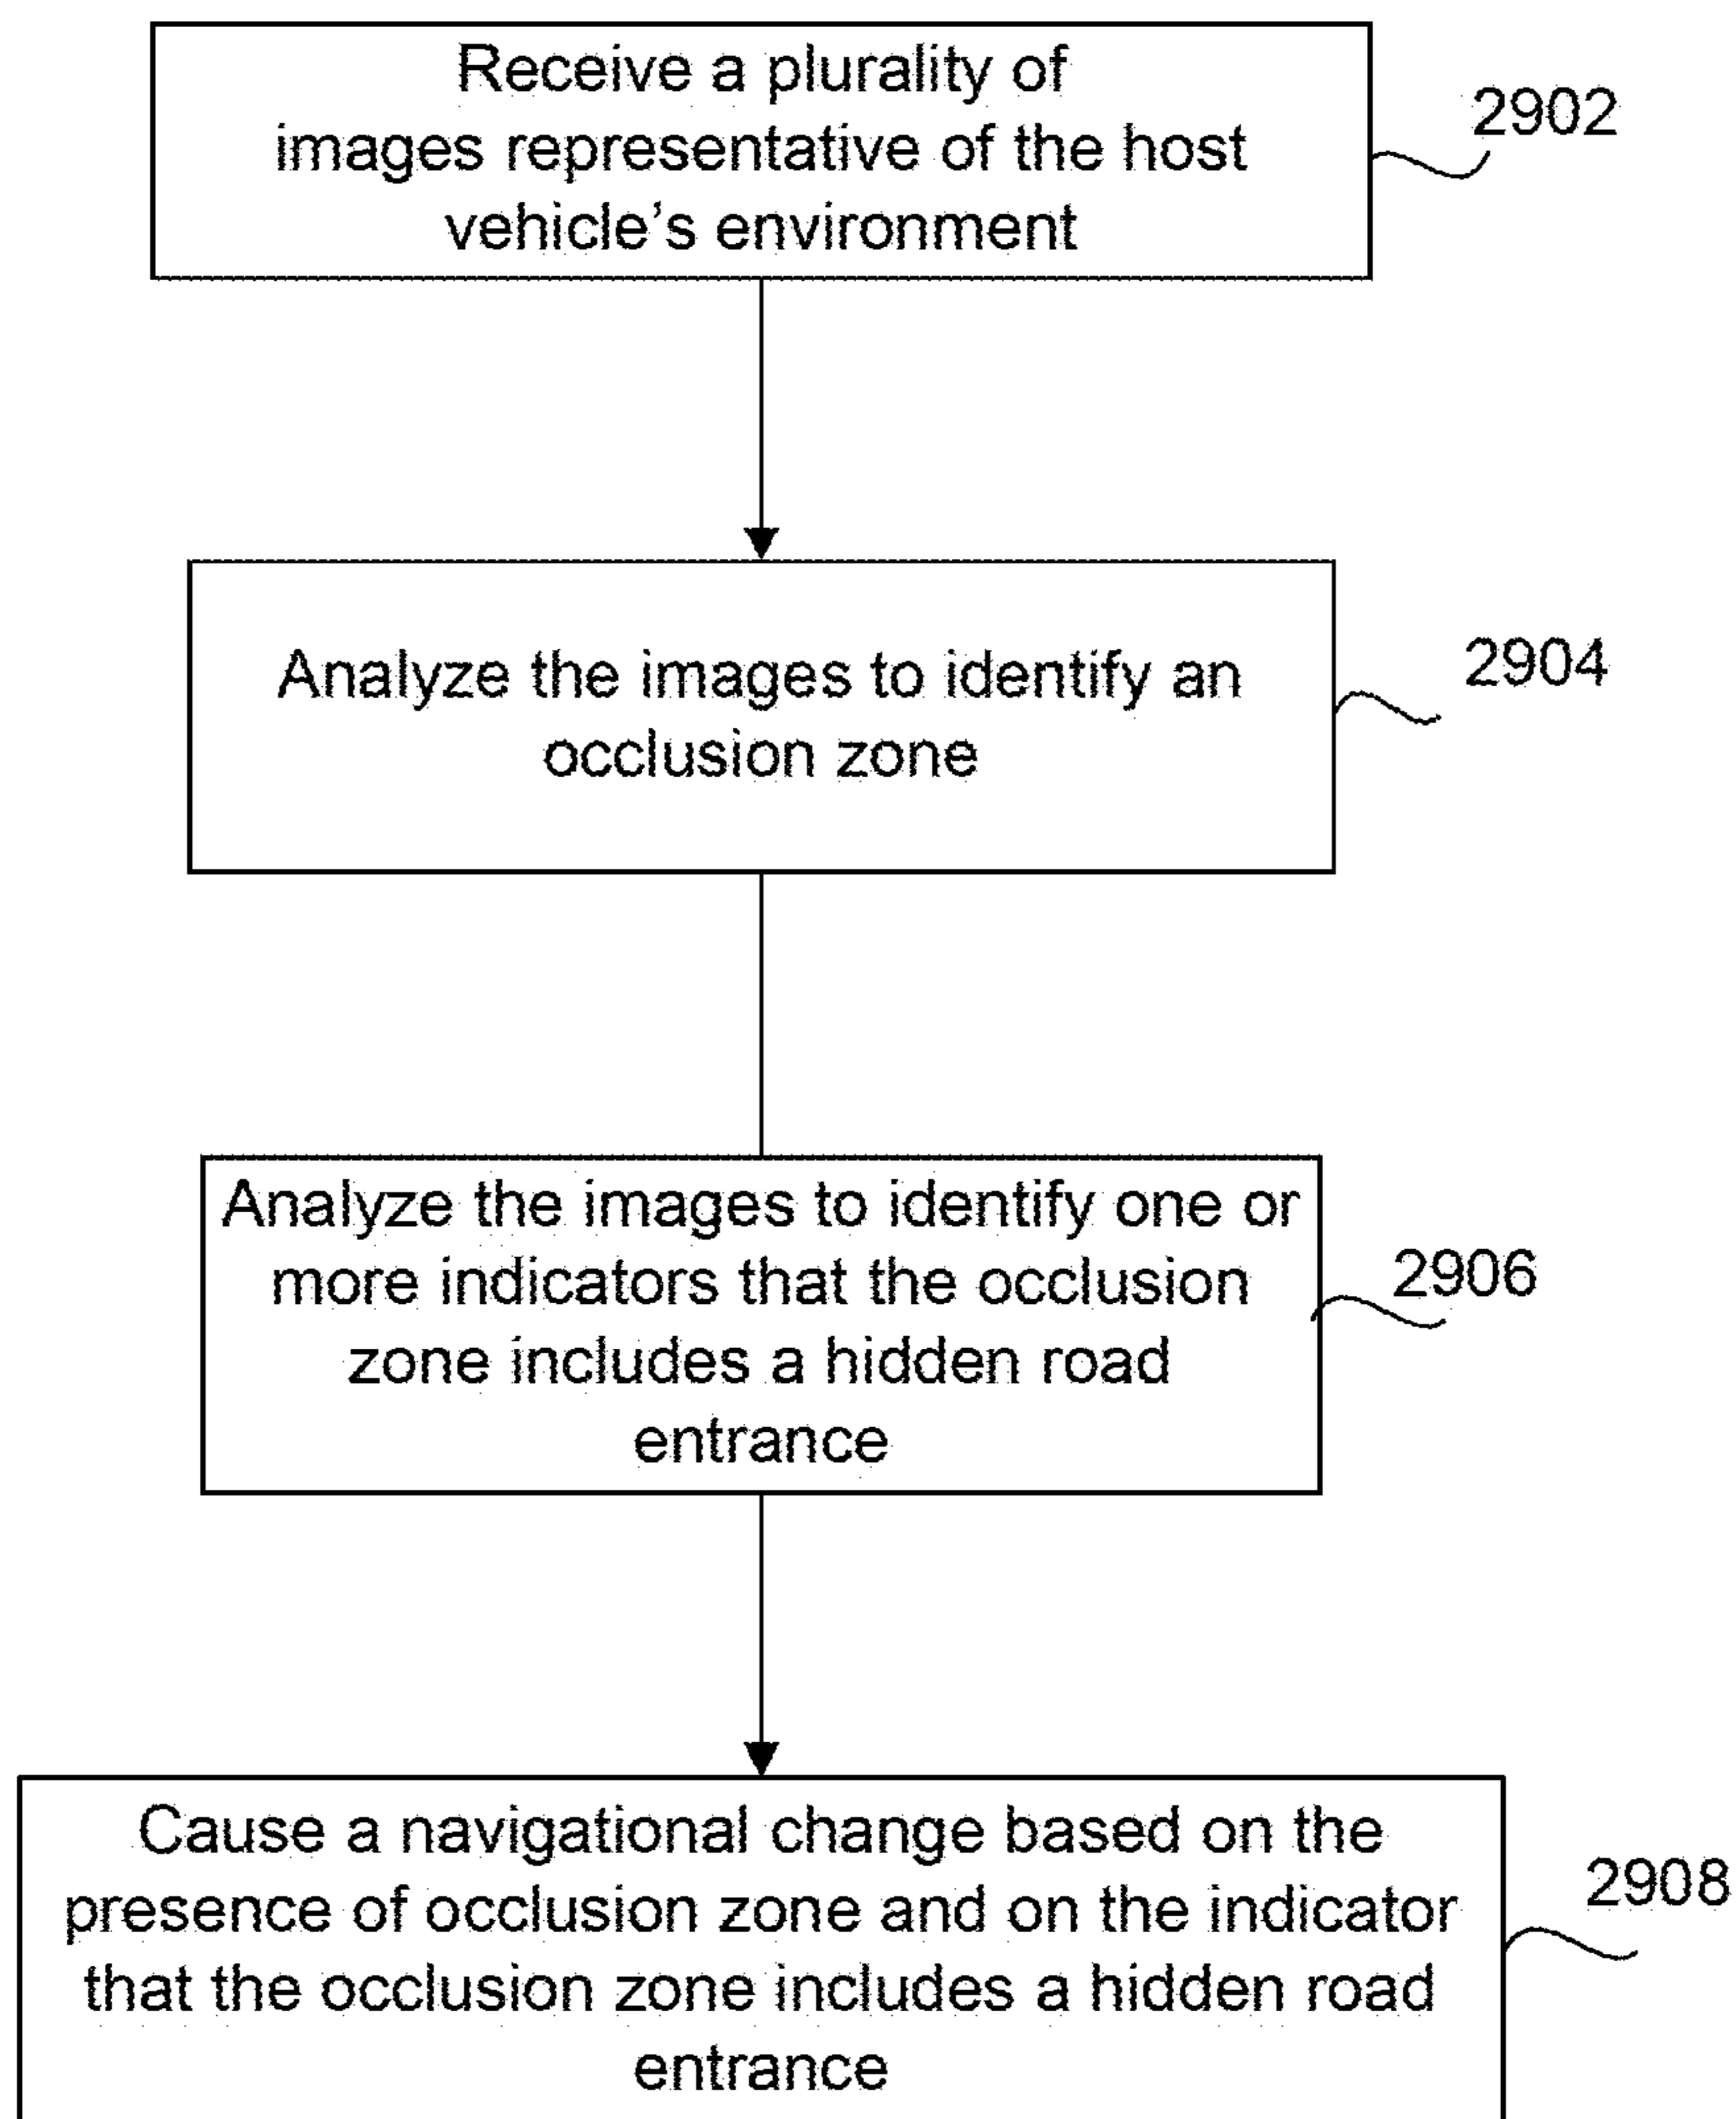 Receive a plurality of
images representative of the host
vehicle's environment
2902
Analyze the images to identify an
occlusion zone
2904
Analyze the images to identify one or
more indicators that the occlusion
zone includes a hidden road
entrance
2906
Cause a navigational change based on the
presence of occlusion zone and on the indicator
that the occlusion zone includes a hidden road
entrance
2908